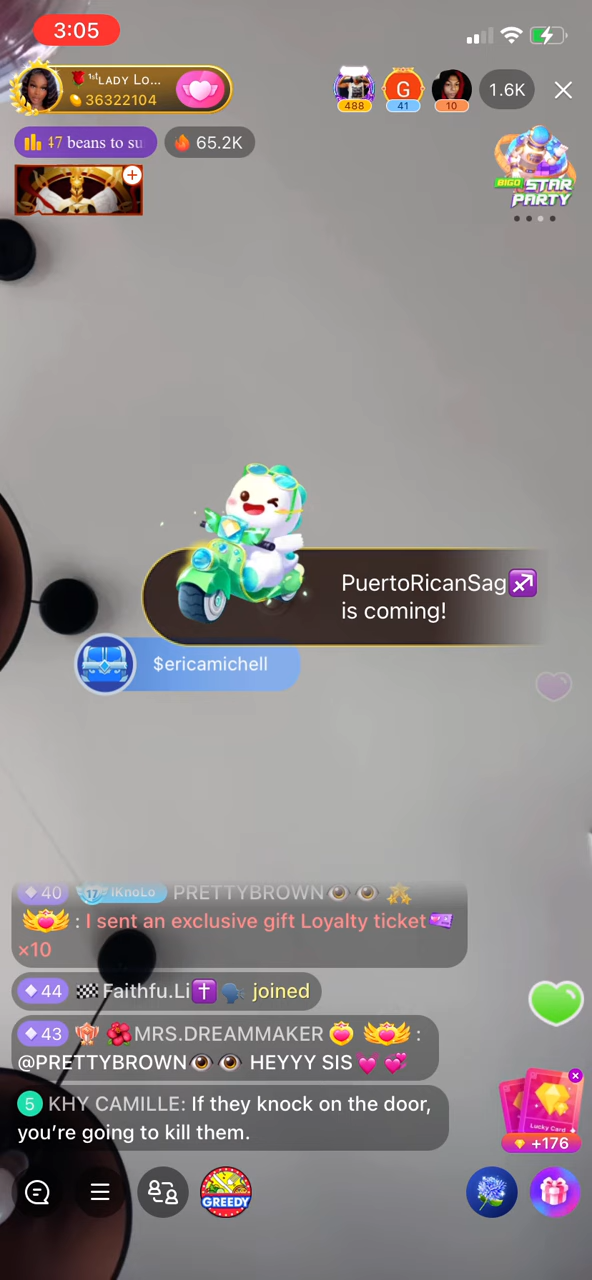 3:05
🌹¹ˢᵗLADY Lo...
36322104
488
G
41
10
1.6K
47 beans to su
65.2K
BIGO STAR
PARTY
PuertoRicanSag♐
is coming!
$ericamichell
40 17 IKnoLo PRETTYBROWN👁️👁️
: I sent an exclusive gift Loyalty ticket
×10
44 🏁Faithfu.Li✝️🗣️ joined
43 🌺MRS.DREAMMAKER :
@PRETTYBROWN👁️👁️ HEYYY SIS💓💞
5 KHY CAMILLE: If they knock on the door,
you’re going to kill them.
Lucky Card
+176
GREEDY